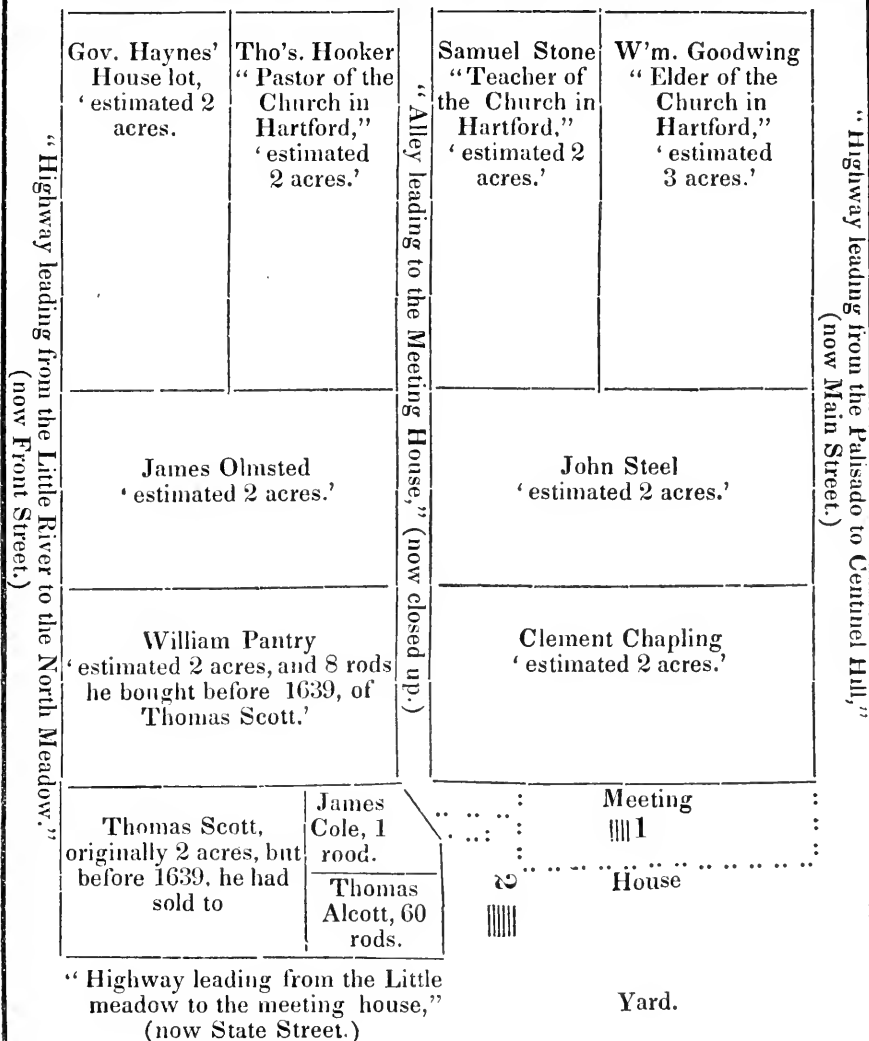 Gov. Haynes'
House lot,
‘ estimated 2
acres.
Tho's. Hooker
“ Pastor of the
Church in
Hartford,”
‘ estimated
2 acres.’
Samuel Stone
“Teacher of
the Church in
Hartford,”
‘ estimated 2
acres.’
W'm. Goodwing
“ Elder of the
Church in
Hartford,”
‘ estimated
3 acres.’
“ Highway leading from the Little River to the North Meadow.”
(now Front Street.)
“ Alley leading to the Meeting House,” (now closed up.)
“ Highway leading from the Palisado to Centinel Hill,”
(now Main Street.)
James Olmsted
‘ estimated 2 acres.’
John Steel
‘ estimated 2 acres.’
William Pantry
‘ estimated 2 acres, and 8 rods
he bought before 1639, of
Thomas Scott.’
Clement Chapling
‘ estimated 2 acres.’
Thomas Scott,
originally 2 acres, but
before 1639, he had
sold to
James
Cole, 1
rood.
Thomas
Alcott, 60
rods.
Meeting
1
House
2
Yard.
“ Highway leading from the Little
meadow to the meeting house,”
(now State Street.)